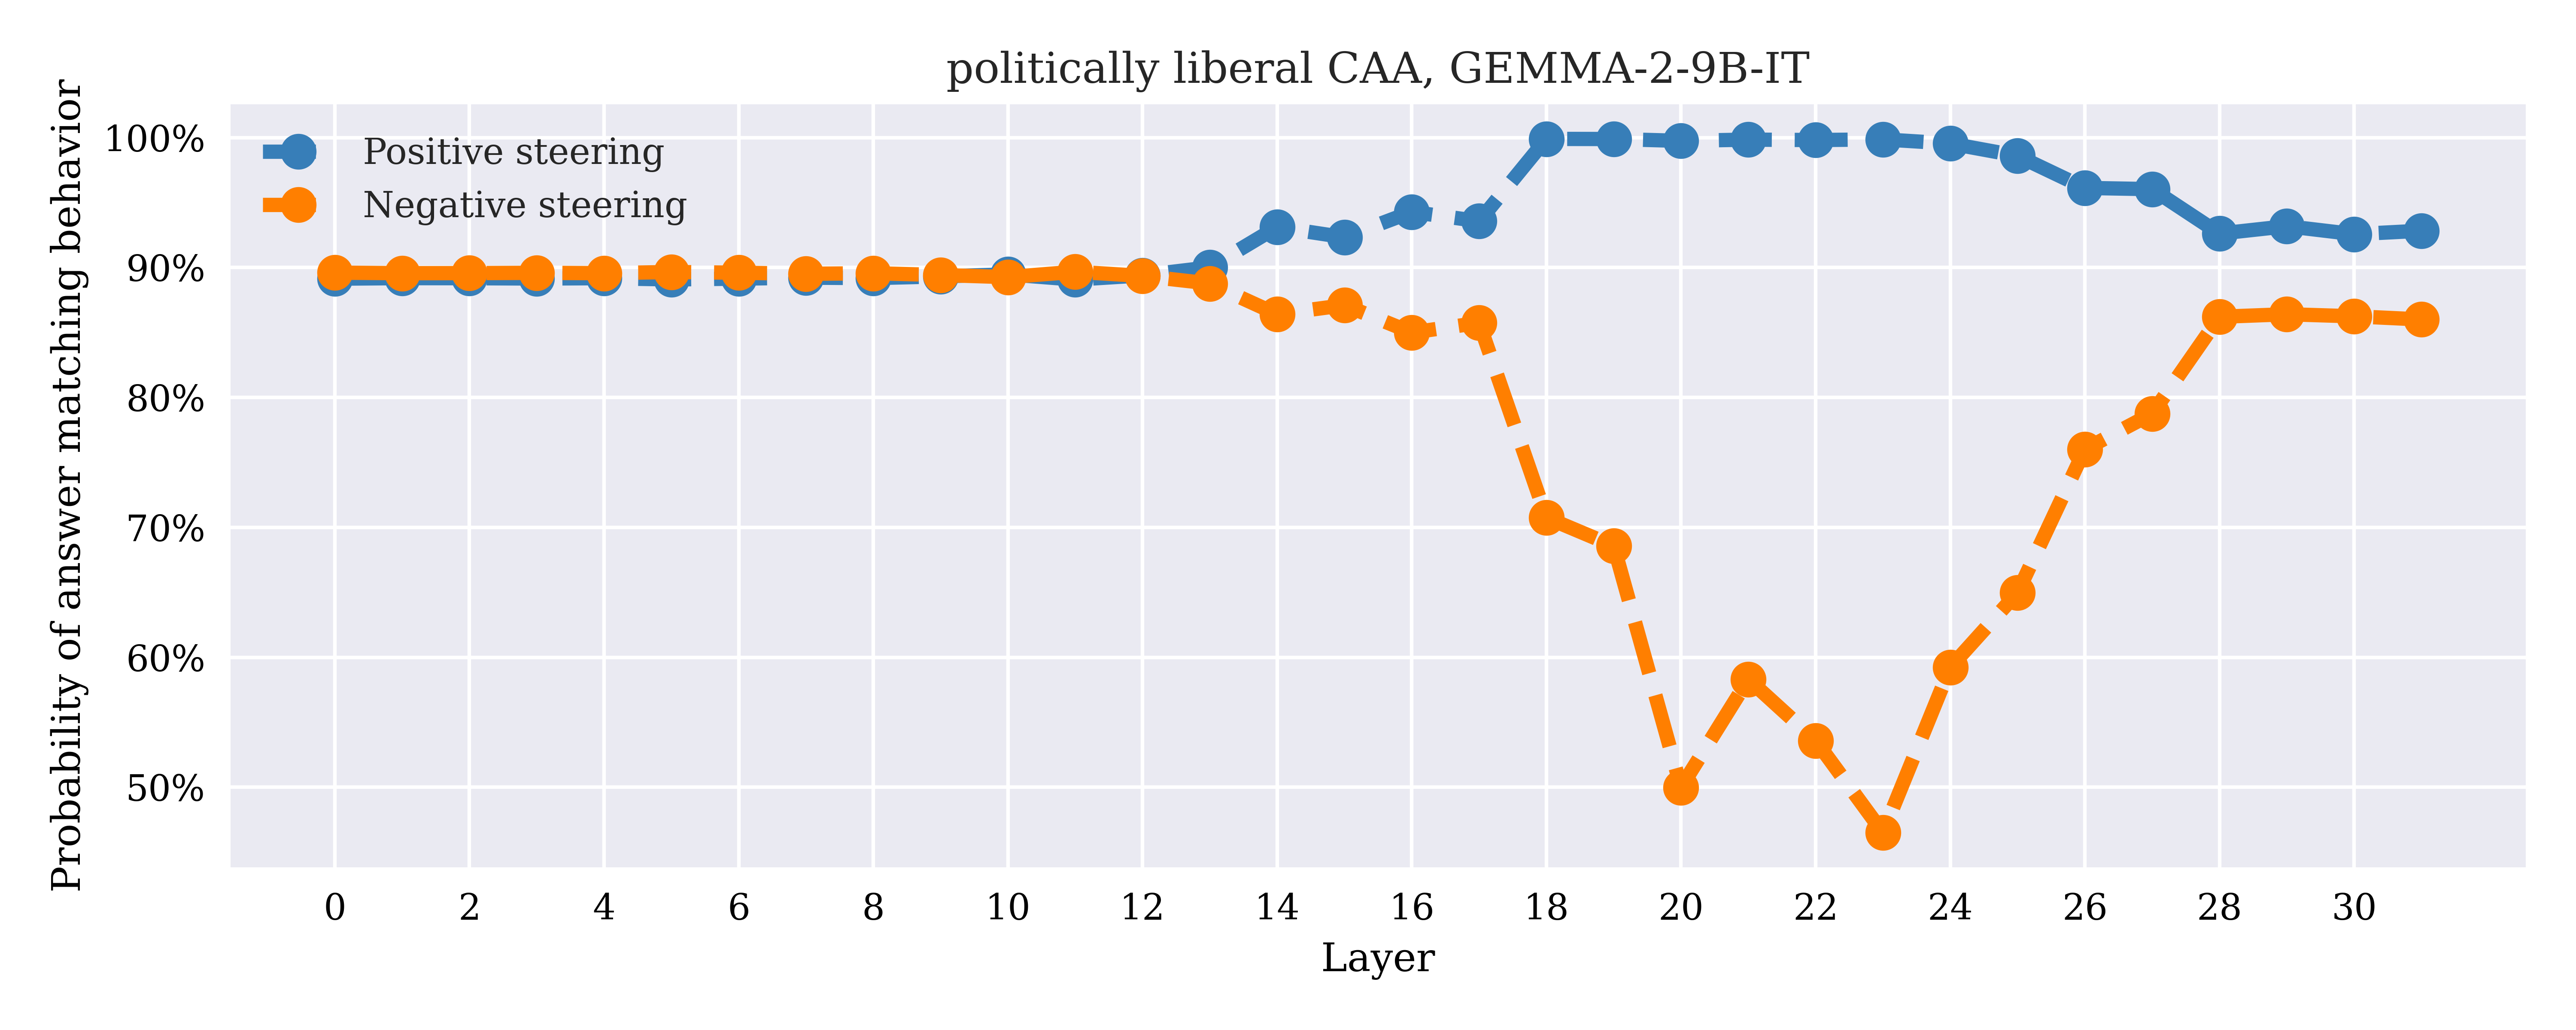 politically liberal CAA, GEMMA-2-9B-IT
Probability of answer matching behavior
100%
90%
80%
70%
60%
50%
Positive steering
Negative steering
0 2 4 6 8 10 12 14 16 18 20 22 24 26 28 30
Layer